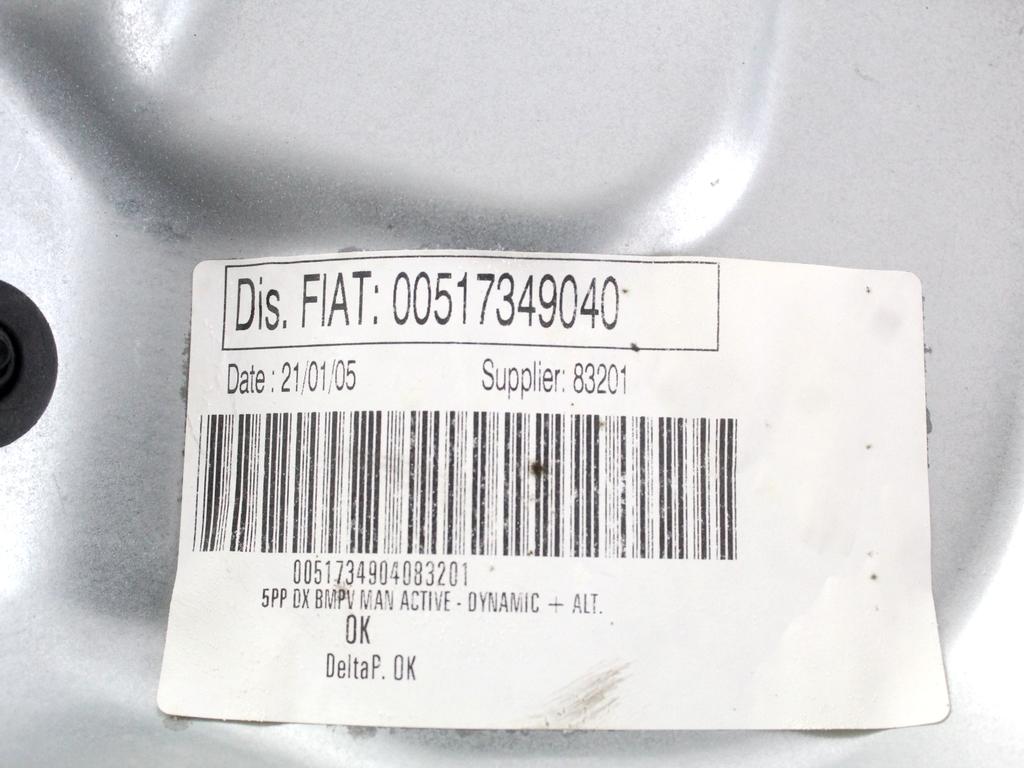 Dis. FIAT: 00517349040
Date : 21/01/05 Supplier: 83201
0051734904083201
5PP DX BMPV MAN ACTIVE - DYNAMIC + ALT.
OK
DeltaP. OK